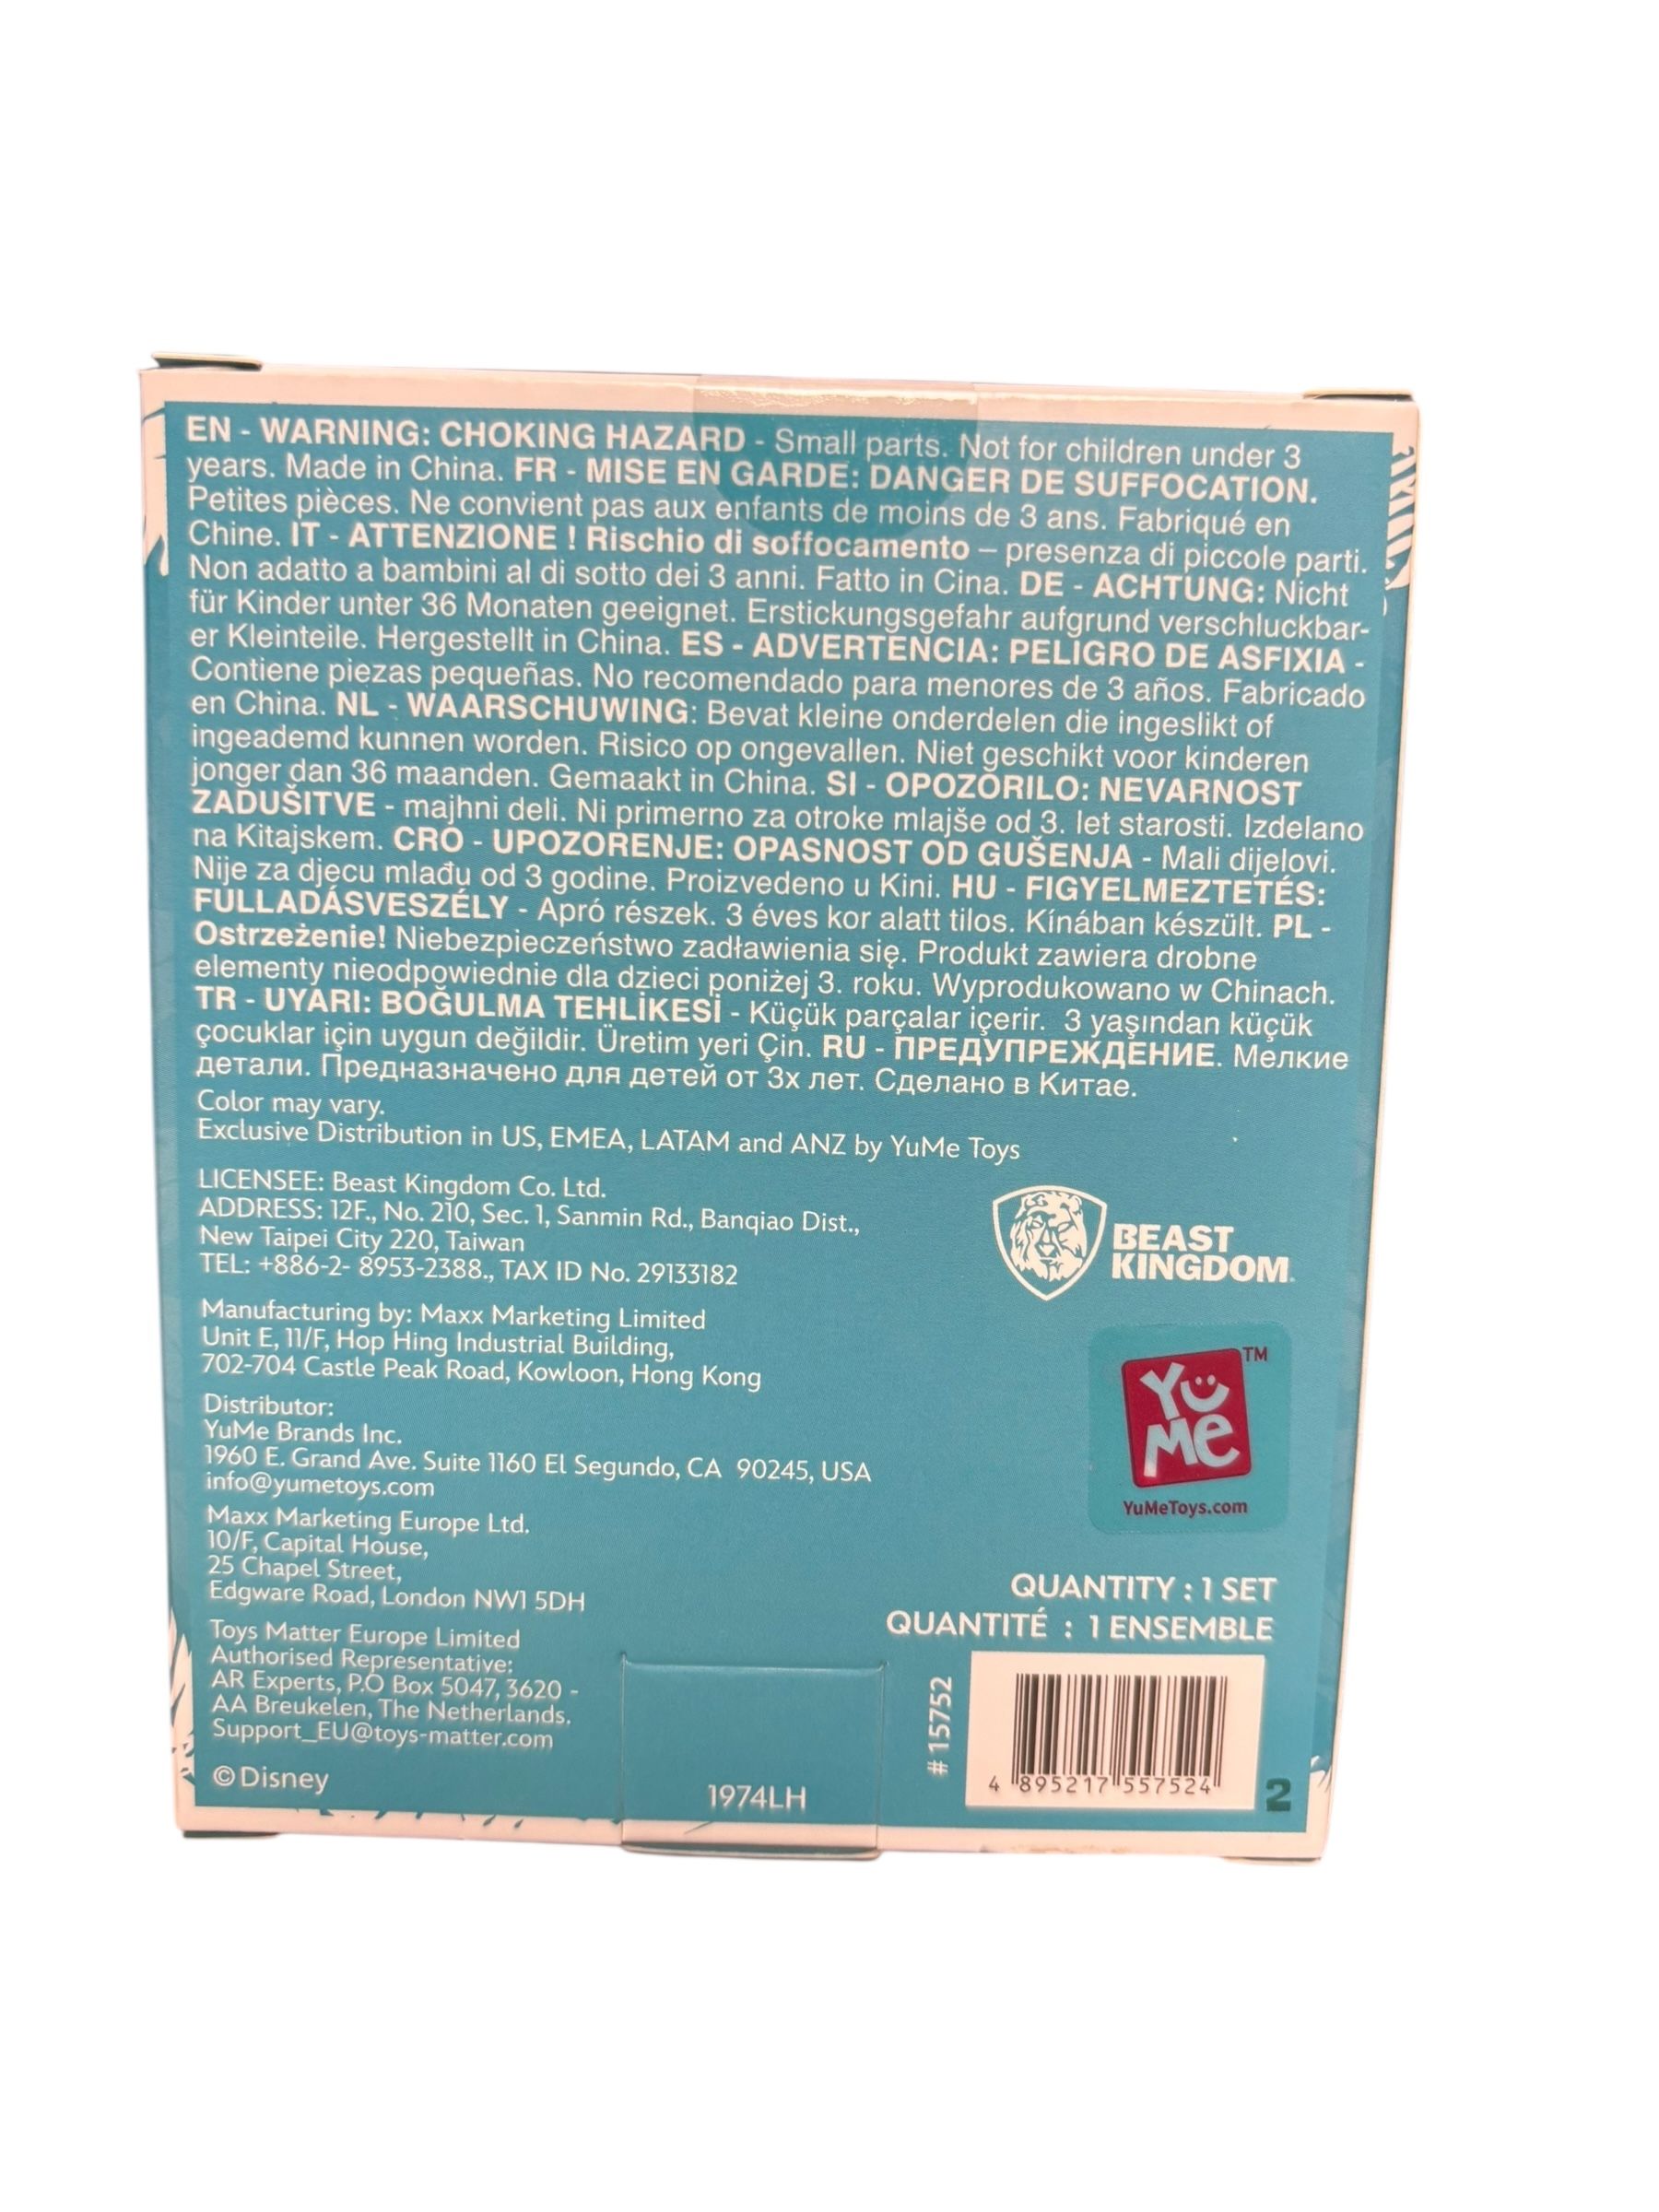 EN - WARNING: CHOKING HAZARD - Small parts. Not for children under 3
years. Made in China. FR - MISE EN GARDE: DANGER DE SUFFOCATION.
Petites pièces. Ne convient pas aux enfants de moins de 3 ans. Fabriqué en
Chine. IT - ATTENZIONE ! Rischio di soffocamento – presenza di piccole parti.
Non adatto a bambini al di sotto dei 3 anni. Fatto in Cina. DE - ACHTUNG: Nicht
für Kinder unter 36 Monaten geeignet. Erstickungsgefahr aufgrund verschluckbar-
er Kleinteile. Hergestellt in China. ES - ADVERTENCIA: PELIGRO DE ASFIXIA -
Contiene piezas pequeñas. No recomendado para menores de 3 años. Fabricado
en China. NL - WAARSCHUWING: Bevat kleine onderdelen die ingeslikt of
ingeademd kunnen worden. Risico op ongevallen. Niet geschikt voor kinderen
jonger dan 36 maanden. Gemaakt in China. SI - OPOZORILO: NEVARNOST
ZADUŠITVE - majhni deli. Ni primerno za otroke mlajše od 3. let starosti. Izdelano
na Kitajskem. CRO - UPOZORENJE: OPASNOST OD GUŠENJA - Mali dijelovi.
Nije za djecu mlađu od 3 godine. Proizvedeno u Kini. HU - FIGYELMEZTETÉS:
FULLADÁSVESZÉLY - Apró részek. 3 éves kor alatt tilos. Kínában készült. PL -
Ostrzeżenie! Niebezpieczeństwo zadławienia się. Produkt zawiera drobne
elementy nieodpowiednie dla dzieci poniżej 3. roku. Wyprodukowano w Chinach.
TR - UYARI: BOĞULMA TEHLİKESİ - Küçük parçalar içerir. 3 yaşından küçük
çocuklar için uygun değildir. Üretim yeri Çin. RU - ПРЕДУПРЕЖДЕНИЕ. Мелкие
детали. Предназначено для детей от 3х лет. Сделано в Китае.
Color may vary.
Exclusive Distribution in US, EMEA, LATAM and ANZ by YuMe Toys
LICENSEE: Beast Kingdom Co. Ltd.
ADDRESS: 12F., No. 210, Sec. 1, Sanmin Rd., Banqiao Dist.,
New Taipei City 220, Taiwan
TEL: +886-2- 8953-2388., TAX ID No. 29133182
BEAST
KINGDOM
Manufacturing by: Maxx Marketing Limited
Unit E, 11/F, Hop Hing Industrial Building,
702-704 Castle Peak Road, Kowloon, Hong Kong
Distributor:
YuMe Brands Inc.
1960 E. Grand Ave. Suite 1160 El Segundo, CA 90245, USA
info@yumetoys.com
YuMe TM
YuMeToys.com
Maxx Marketing Europe Ltd.
10/F, Capital House,
25 Chapel Street,
Edgware Road, London NW1 5DH
Toys Matter Europe Limited
Authorised Representative:
AR Experts, P.O Box 5047, 3620 -
AA Breukelen, The Netherlands.
Support_EU@toys-matter.com
©Disney
1974LH
QUANTITY : 1 SET
QUANTITÉ : 1 ENSEMBLE
#15752
4 895217 557524
2